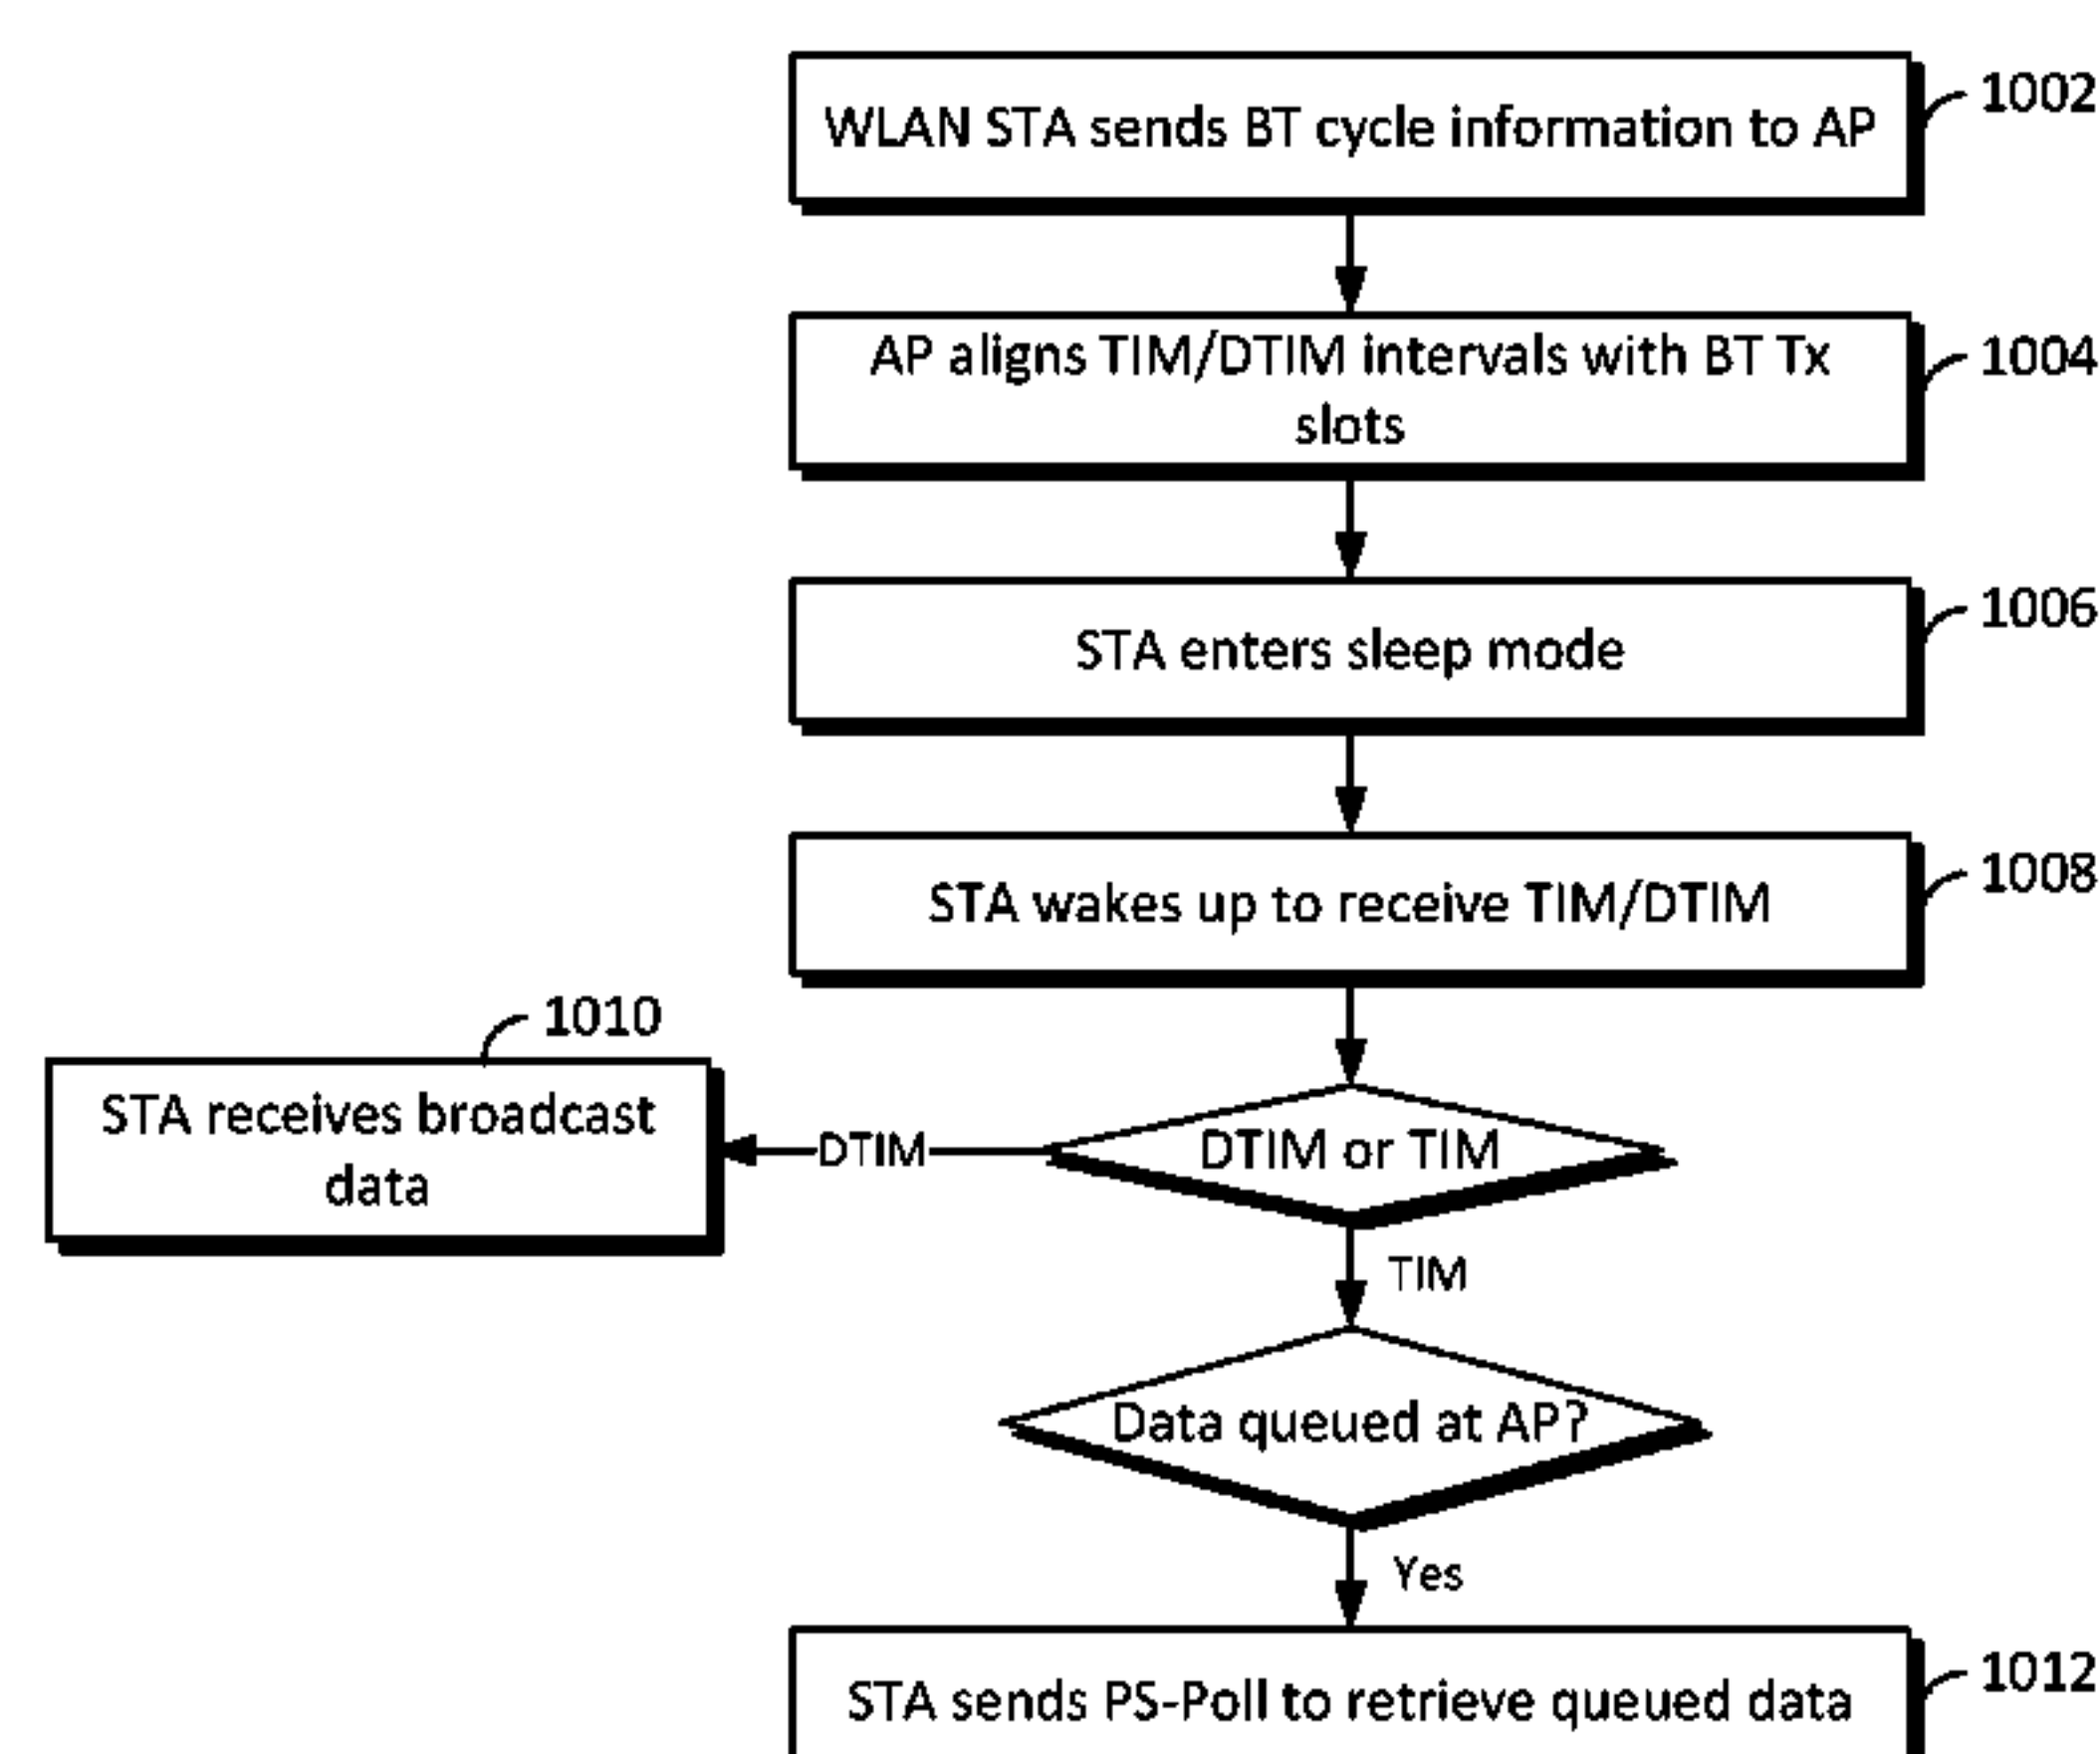 WLAN STA sends BT cycle information to AP
1002
AP aligns TIM/DTIM intervals with BT Tx
slots
1004
STA enters sleep mode
1006
STA wakes up to receive TIM/DTIM
1008
1010
STA receives broadcast
data
DTIM
DTIM or TIM
TIM
Data queued at AP?
Yes
STA sends PS-Poll to retrieve queued data
1012